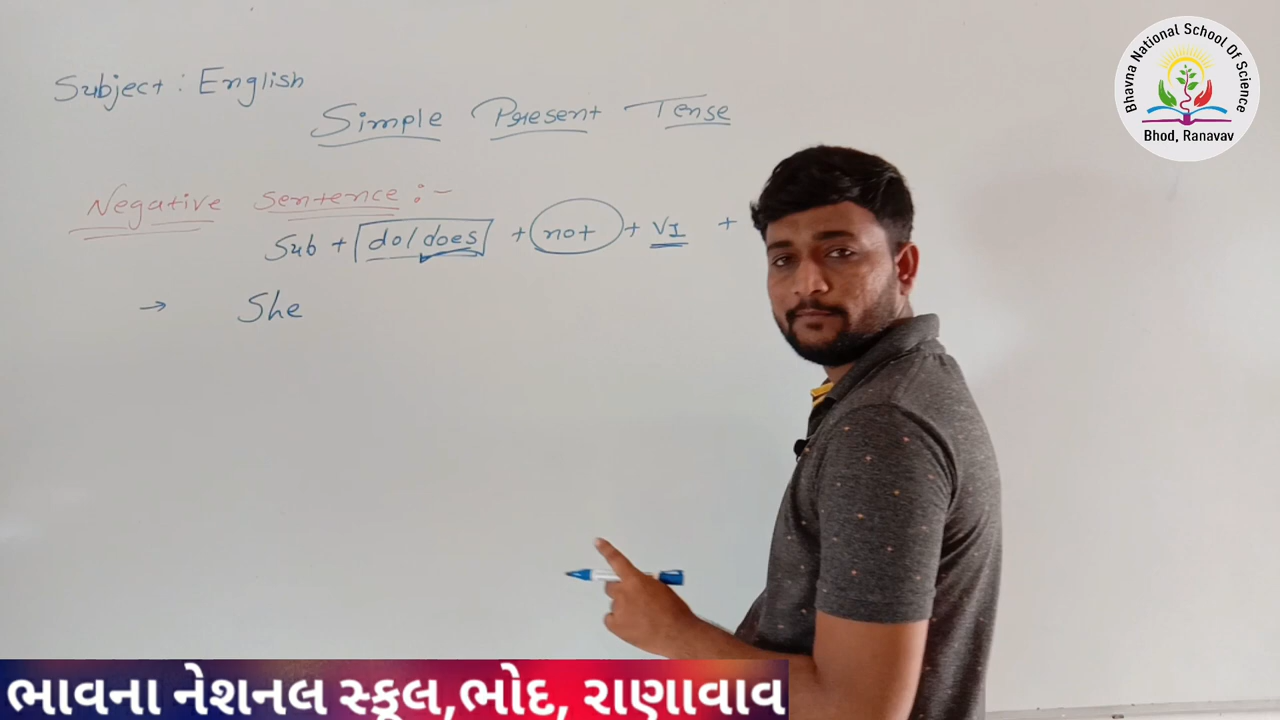 Subject : English
Simple Present Tense
Negative Sentence :-
Sub + do/does + not + V1 +
→ She
Bhavna National School Of Science
Bhod, Ranavav
ભાવના નેશનલ સ્કૂલ,ભોદ, રાણાવાવ